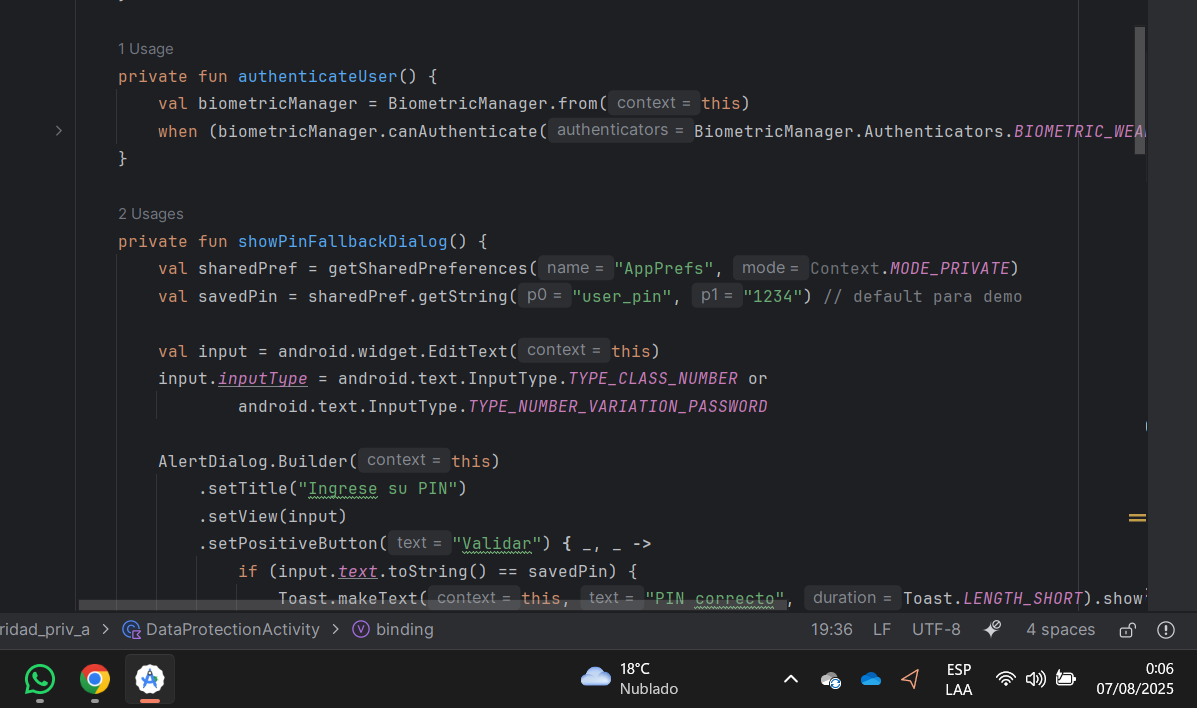 1 Usage
private fun authenticateUser() {
val biometricManager = BiometricManager.from( context = this)
when (biometricManager.canAuthenticate( authenticators = BiometricManager.Authenticators.BIOMETRIC_WEA
}
2 Usages
private fun showPinFallbackDialog() {
val sharedPref = getSharedPreferences( name = "AppPrefs", mode = Context.MODE_PRIVATE)
val savedPin = sharedPref.getString( p0 = "user_pin", p1 = "1234") // default para demo
val input = android.widget.EditText( context = this)
input.inputType = android.text.InputType.TYPE_CLASS_NUMBER or
android.text.InputType.TYPE_NUMBER_VARIATION_PASSWORD
AlertDialog.Builder( context = this)
.setTitle("Ingrese su PIN")
.setView(input)
.setPositiveButton( text = "Validar") { _, _ ->
if (input.text.toString() == savedPin) {
Toast.makeText( context = this, text = "PIN correcto", duration = Toast.LENGTH_SHORT).show
ridad_priv_a > DataProtectionActivity > binding 19:36 LF UTF-8 4 spaces
18°C
Nublado
ESP
LAA
0:06
07/08/2025